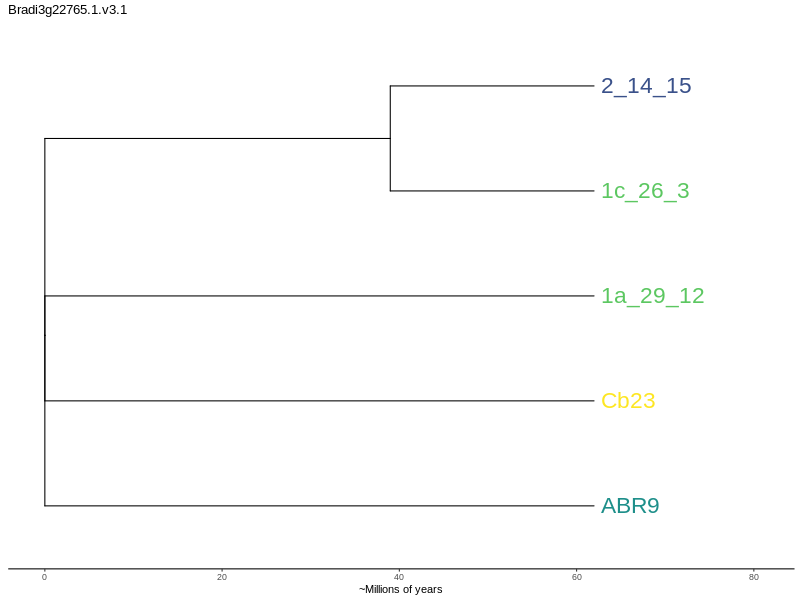 Bradi3g22765.1.v3.1
2_14_15
1c_26_3
1a_29_12
Cb23
ABR9
0 20 40 60 80
~Millions of years